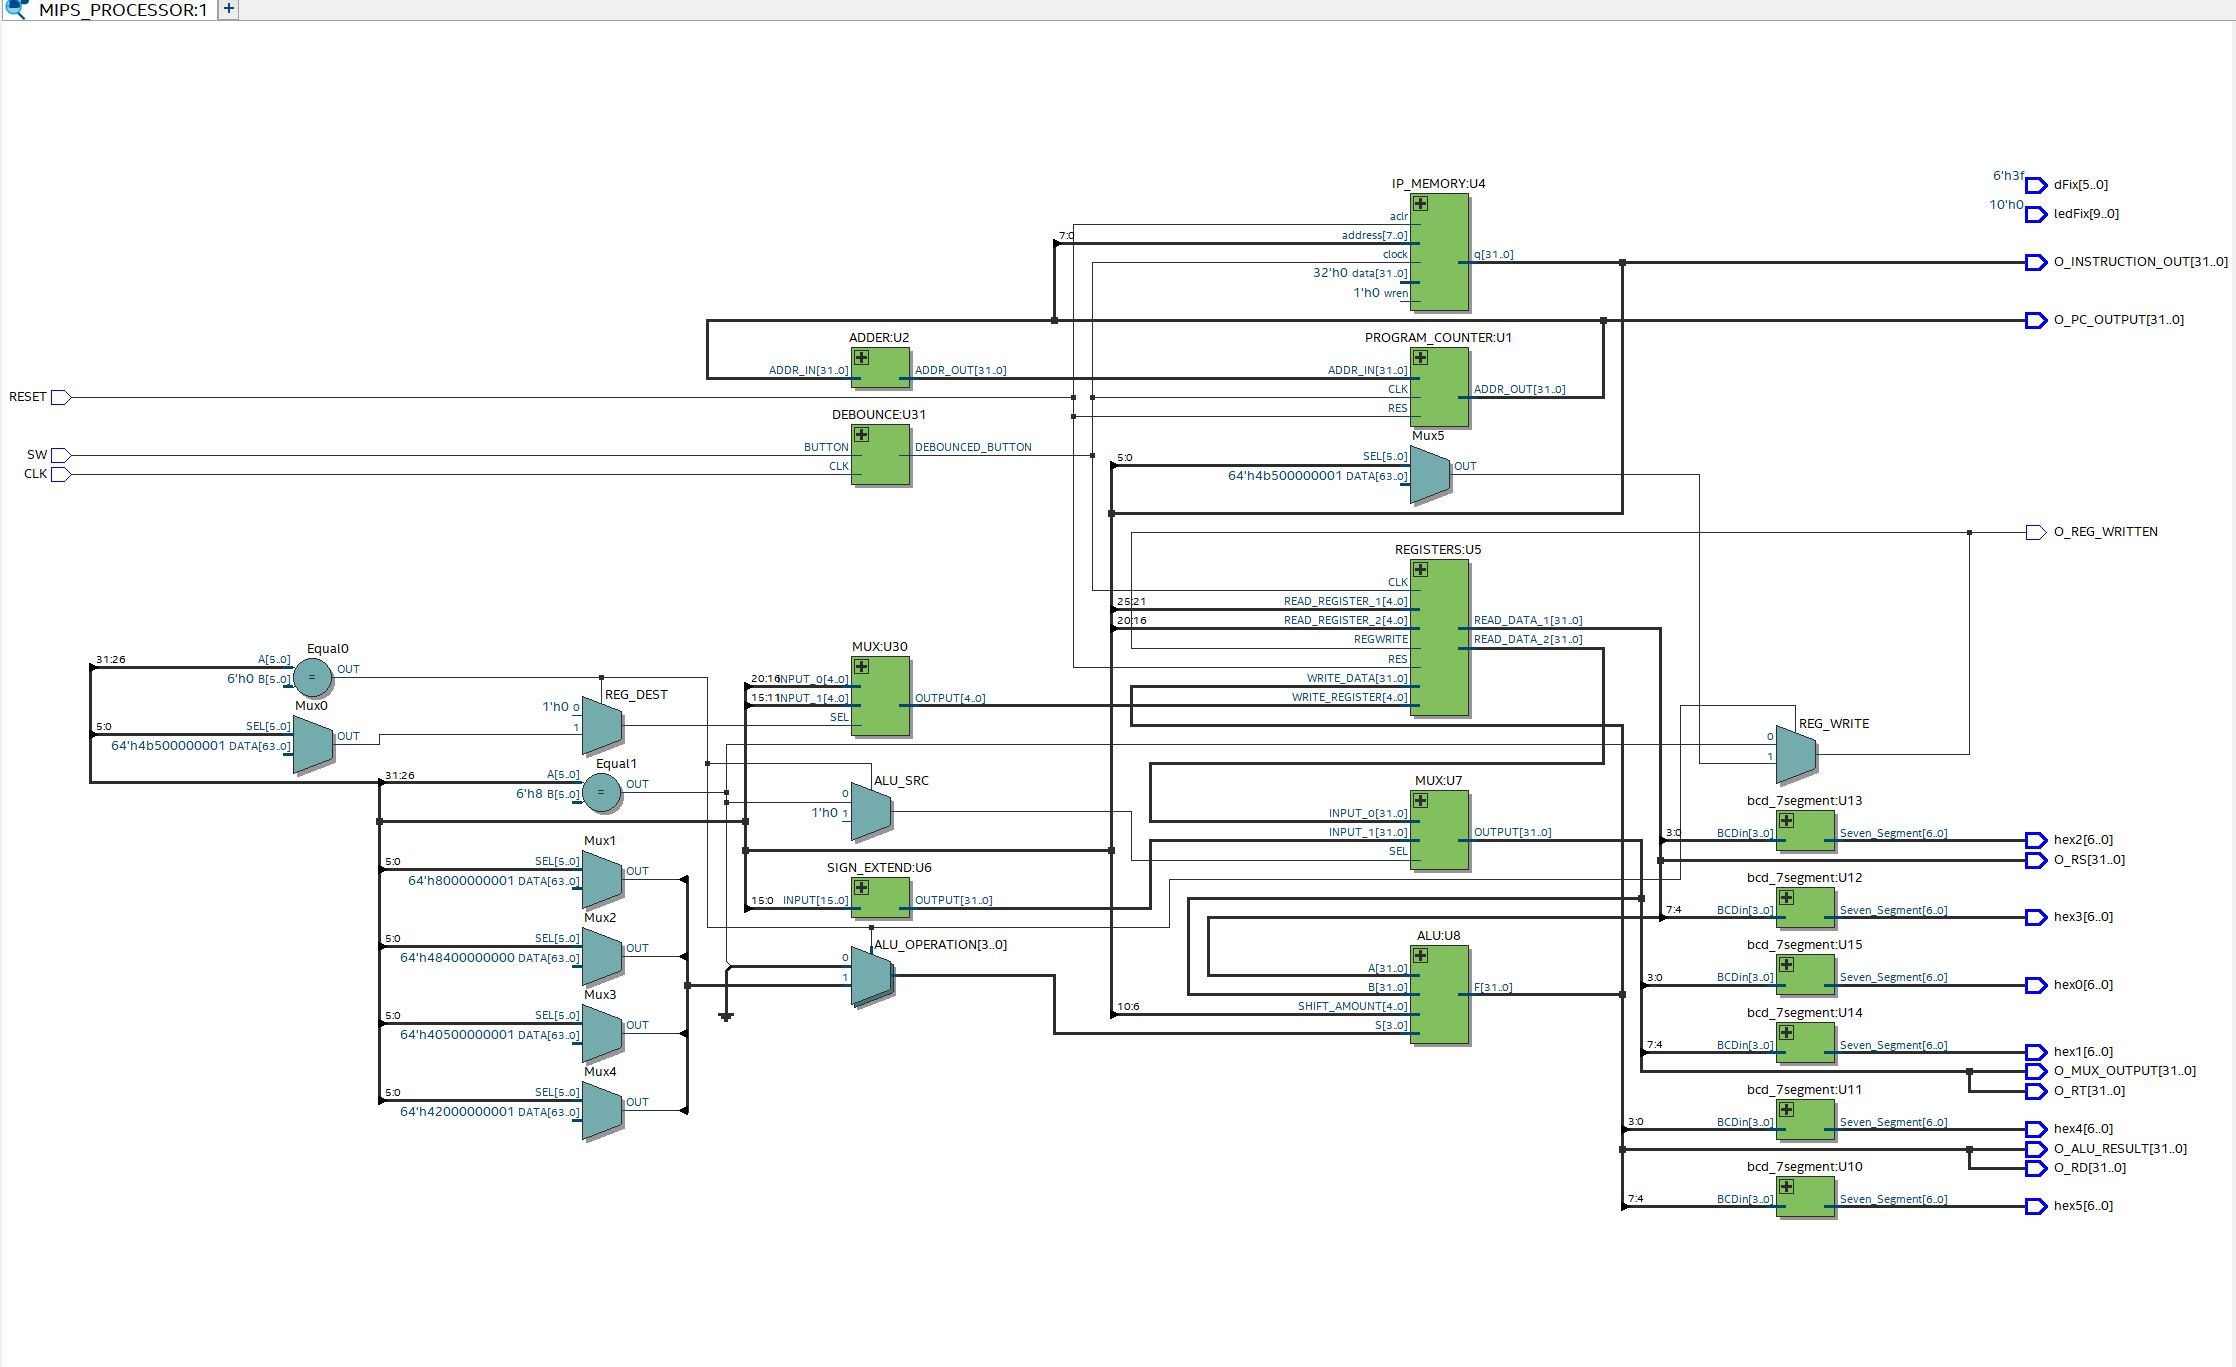 MIPS_PROCESSOR:1
IP_MEMORY:U4
aclr
7:0
address[7..0]
clock
32'h0 data[31..0]
1'h0 wren
q[31..0]
6'h3f
dFix[5..0]
10'h0
ledFix[9..0]
O_INSTRUCTION_OUT[31..0]
O_PC_OUTPUT[31..0]
ADDER:U2
ADDR_IN[31..0]
ADDR_OUT[31..0]
PROGRAM_COUNTER:U1
ADDR_IN[31..0]
CLK
RES
ADDR_OUT[31..0]
RESET
DEBOUNCE:U31
BUTTON
CLK
DEBOUNCED_BUTTON
SW
CLK
Mux5
5:0
SEL[5..0]
64'h4b500000001 DATA[63..0]
OUT
O_REG_WRITTEN
REGISTERS:U5
CLK
25:21
READ_REGISTER_1[4..0]
20:16
READ_REGISTER_2[4..0]
REGWRITE
RES
WRITE_DATA[31..0]
WRITE_REGISTER[4..0]
READ_DATA_1[31..0]
READ_DATA_2[31..0]
Equal0
31:26
A[5..0]
6'h0 B[5..0]
OUT
Mux0
5:0
SEL[5..0]
64'h4b500000001 DATA[63..0]
OUT
REG_DEST
1'h0 0
1
MUX:U30
20:16
INPUT_0[4..0]
15:11
INPUT_1[4..0]
SEL
OUTPUT[4..0]
REG_WRITE
0
1
Equal1
31:26
A[5..0]
6'h8 B[5..0]
OUT
ALU_SRC
0
1'h0 1
MUX:U7
INPUT_0[31..0]
INPUT_1[31..0]
SEL
OUTPUT[31..0]
Mux1
5:0
SEL[5..0]
64'h8000000001 DATA[63..0]
OUT
SIGN_EXTEND:U6
15:0
INPUT[15..0]
OUTPUT[31..0]
Mux2
5:0
SEL[5..0]
64'h48400000000 DATA[63..0]
OUT
ALU_OPERATION[3..0]
0
1
ALU:U8
A[31..0]
B[31..0]
10:6
SHIFT_AMOUNT[4..0]
S[3..0]
F[31..0]
Mux3
5:0
SEL[5..0]
64'h40500000001 DATA[63..0]
OUT
Mux4
5:0
SEL[5..0]
64'h42000000001 DATA[63..0]
OUT
bcd_7segment:U13
3:0
BCDin[3..0]
Seven_Segment[6..0]
hex2[6..0]
O_RS[31..0]
bcd_7segment:U12
7:4
BCDin[3..0]
Seven_Segment[6..0]
hex3[6..0]
bcd_7segment:U15
3:0
BCDin[3..0]
Seven_Segment[6..0]
hex0[6..0]
bcd_7segment:U14
7:4
BCDin[3..0]
Seven_Segment[6..0]
hex1[6..0]
O_MUX_OUTPUT[31..0]
O_RT[31..0]
bcd_7segment:U11
3:0
BCDin[3..0]
Seven_Segment[6..0]
hex4[6..0]
O_ALU_RESULT[31..0]
O_RD[31..0]
bcd_7segment:U10
7:4
BCDin[3..0]
Seven_Segment[6..0]
hex5[6..0]